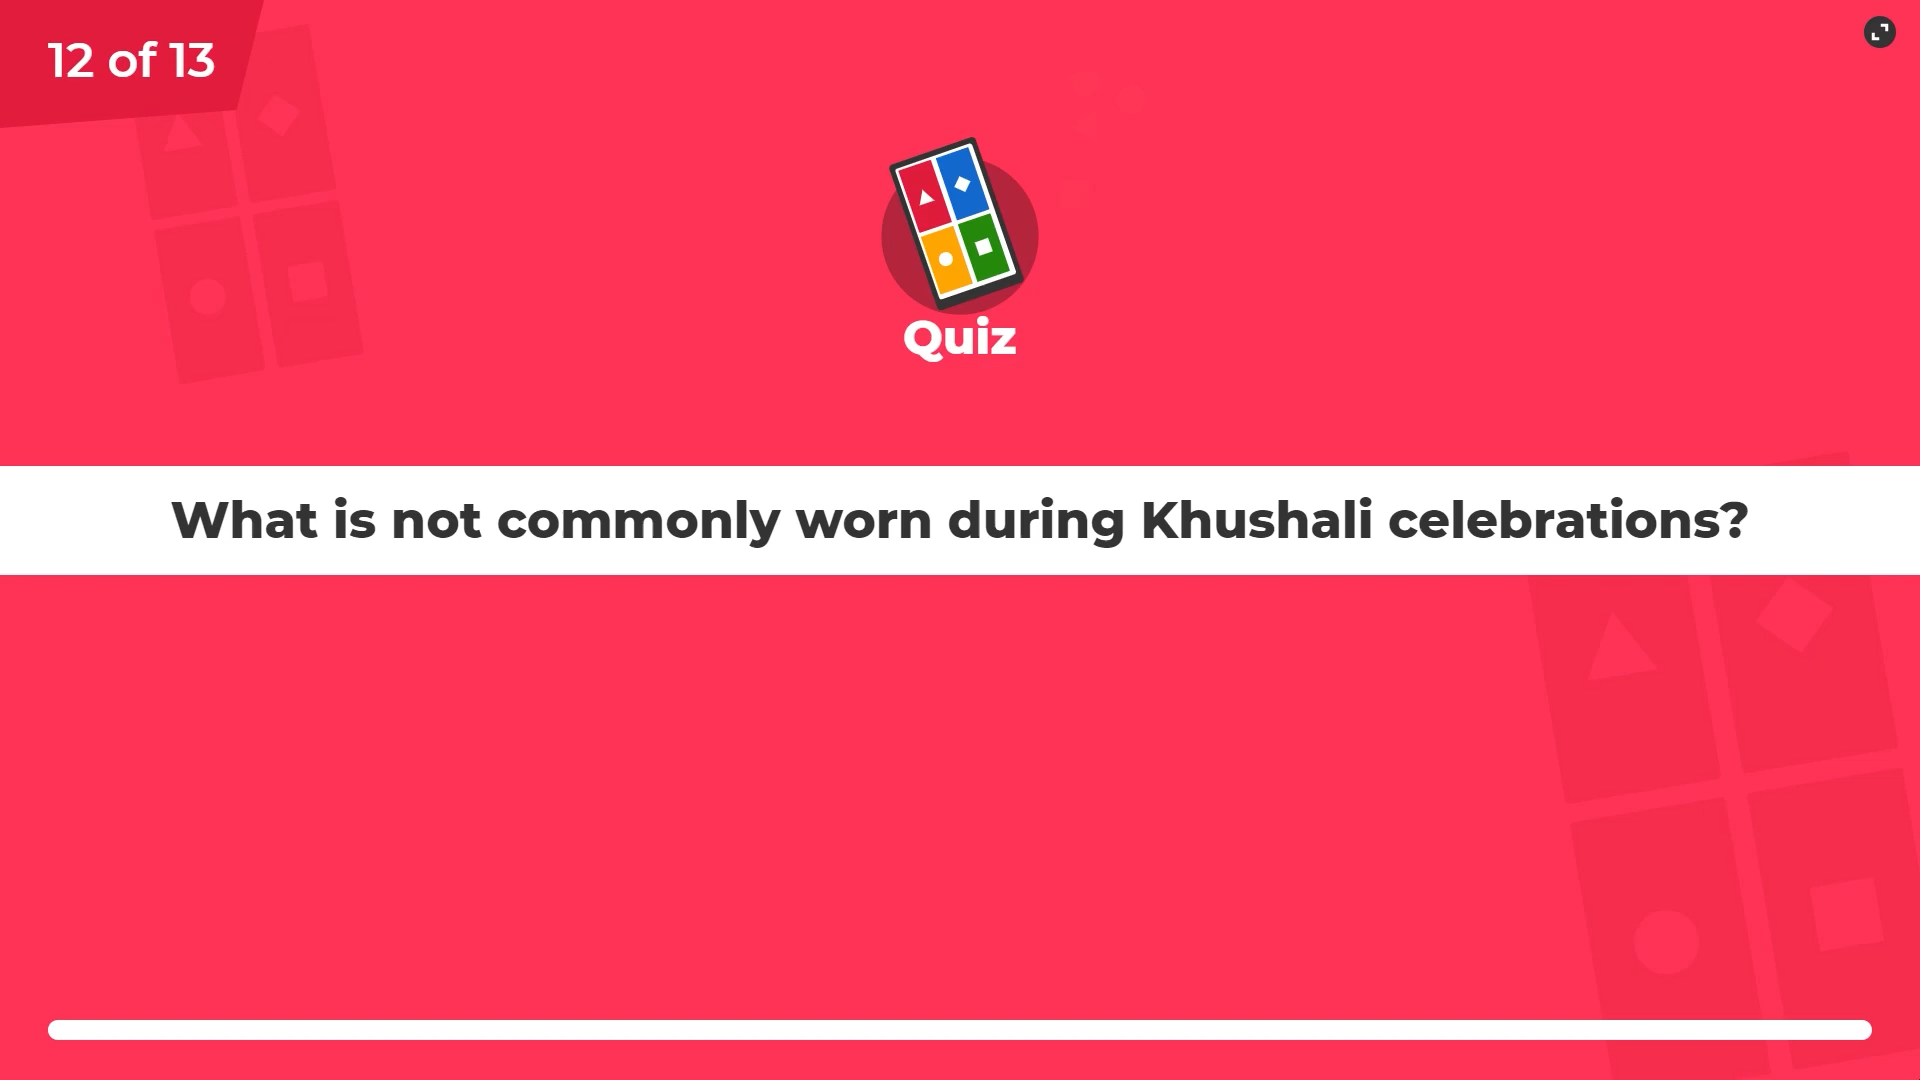 12 of 13
Quiz
What is not commonly worn during Khushali celebrations?